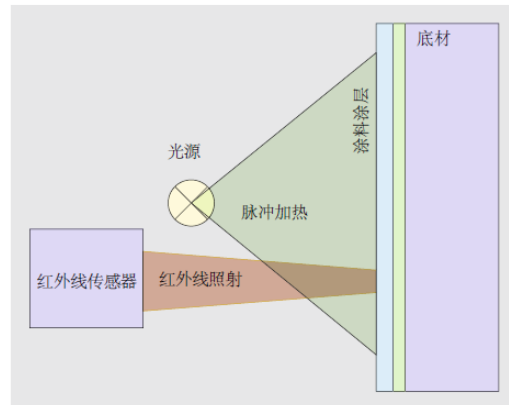 底材
涂料涂层
光源
脉冲加热
红外线传感器
红外线照射